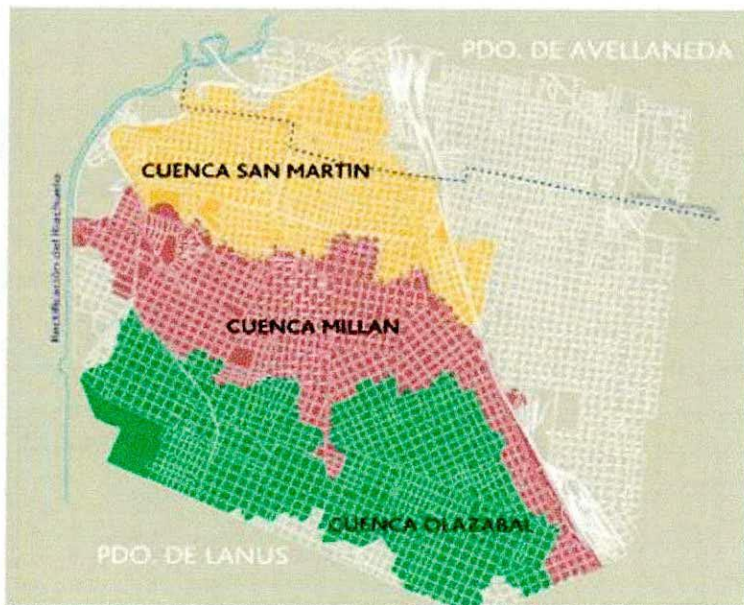 PDO. DE AVELLANEDA
CUENCA SAN MARTIN
Rectificación del Riachuelo
CUENCA MILLAN
CUENCA OLAZABAL
PDO. DE LANUS